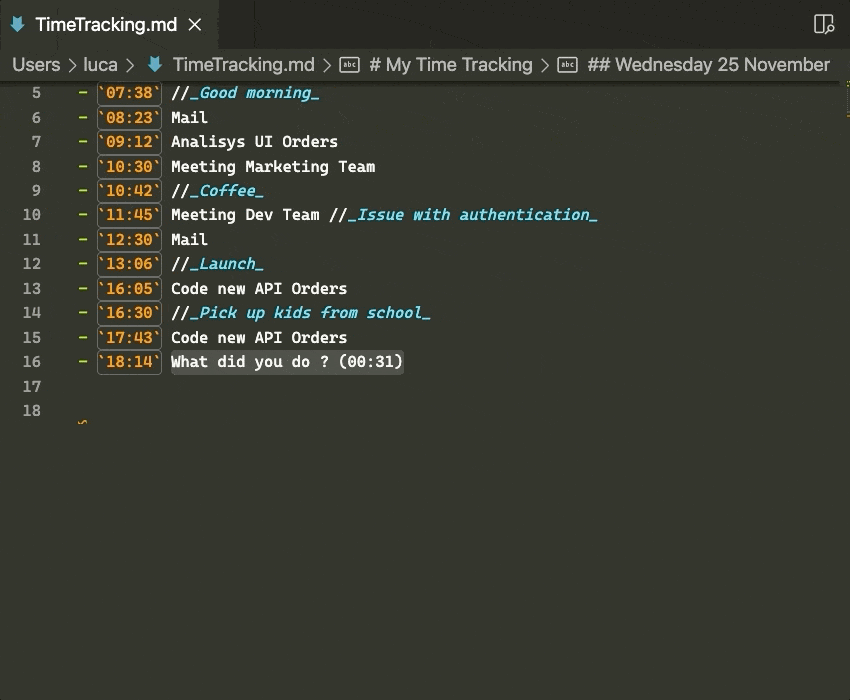 TimeTracking.md
Users > luca > TimeTracking.md > abc # My Time Tracking > abc ## Wednesday 25 November
5 - `07:38` //_Good morning_
6 - `08:23` Mail
7 - `09:12` Analisys UI Orders
8 - `10:30` Meeting Marketing Team
9 - `10:42` //_Coffee_
10 - `11:45` Meeting Dev Team //_Issue with authentication_
11 - `12:30` Mail
12 - `13:06` //_Launch_
13 - `16:05` Code new API Orders
14 - `16:30` //_Pick up kids from school_
15 - `17:43` Code new API Orders
16 - `18:14` What did you do ? (00:31)
17
18